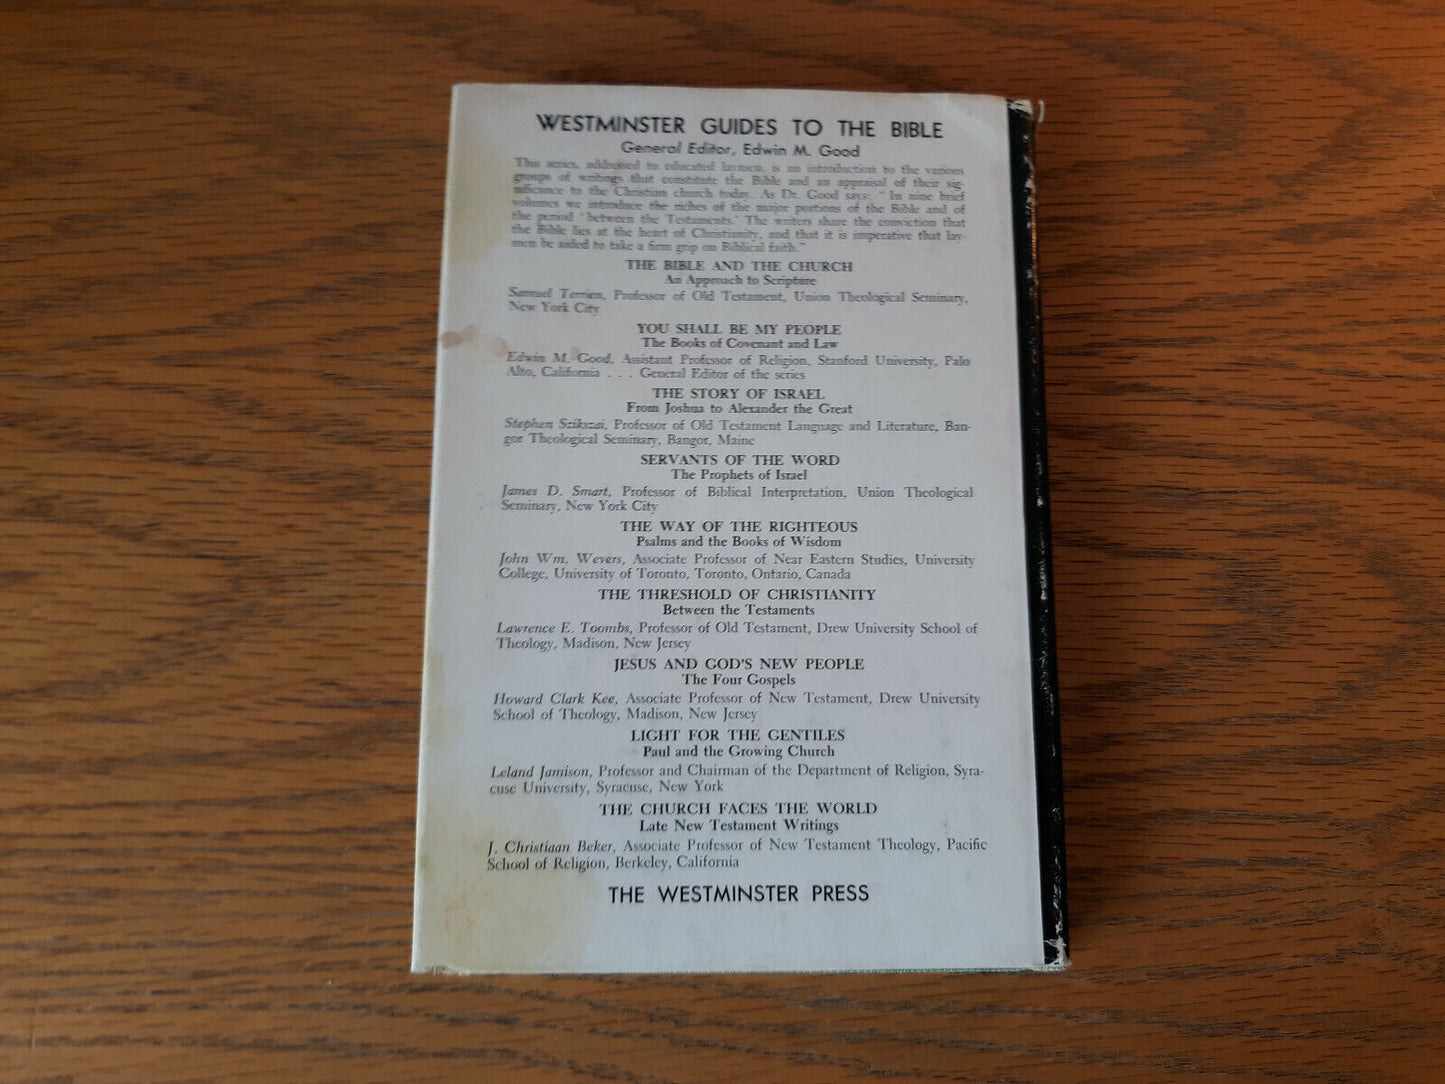 WESTMINSTER GUIDES TO THE BIBLE
General Editor, Edwin M. Good
This series, addressed to educated laymen, is an introduction to the various
groups of writings that constitute the Bible and an appraisal of their sig-
nificance to the Christian church today. As Dr. Good says: "In nine brief
volumes we introduce the riches of the major portions of the Bible and of
the period 'between the Testaments.' The writers share the conviction that
the Bible lies at the heart of Christianity, and that it is imperative that lay-
men be aided to take a firm grip on Biblical faith."
THE BIBLE AND THE CHURCH
An Approach to Scripture
Samuel Terrien, Professor of Old Testament, Union Theological Seminary,
New York City
YOU SHALL BE MY PEOPLE
The Books of Covenant and Law
Edwin M. Good, Assistant Professor of Religion, Stanford University, Palo
Alto, California . . . General Editor of the series
THE STORY OF ISRAEL
From Joshua to Alexander the Great
Stephen Szikszai, Professor of Old Testament Language and Literature, Ban-
gor Theological Seminary, Bangor, Maine
SERVANTS OF THE WORD
The Prophets of Israel
James D. Smart, Professor of Biblical Interpretation, Union Theological
Seminary, New York City
THE WAY OF THE RIGHTEOUS
Psalms and the Books of Wisdom
John Wm. Wevers, Associate Professor of Near Eastern Studies, University
College, University of Toronto, Toronto, Ontario, Canada
THE THRESHOLD OF CHRISTIANITY
Between the Testaments
Lawrence E. Toombs, Professor of Old Testament, Drew University School of
Theology, Madison, New Jersey
JESUS AND GOD'S NEW PEOPLE
The Four Gospels
Howard Clark Kee, Associate Professor of New Testament, Drew University
School of Theology, Madison, New Jersey
LIGHT FOR THE GENTILES
Paul and the Growing Church
Leland Jamison, Professor and Chairman of the Department of Religion, Syra-
cuse University, Syracuse, New York
THE CHURCH FACES THE WORLD
Late New Testament Writings
J. Christiaan Beker, Associate Professor of New Testament Theology, Pacific
School of Religion, Berkeley, California
THE WESTMINSTER PRESS